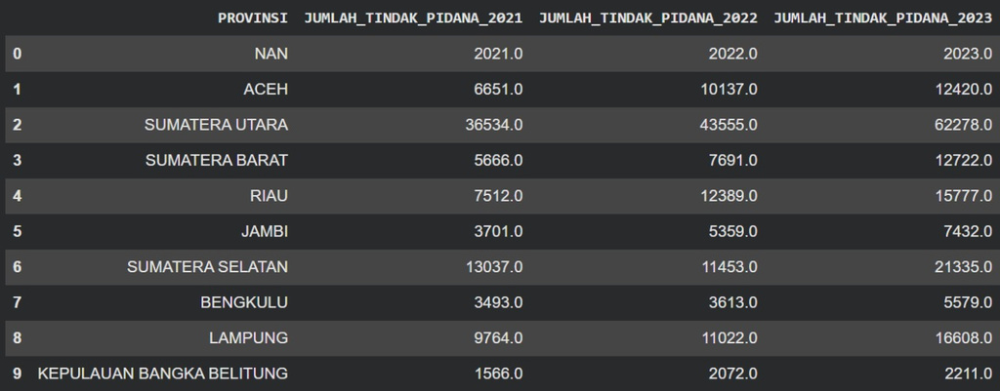 PROVINSI JUMLAH_TINDAK_PIDANA_2021 JUMLAH_TINDAK_PIDANA_2022 JUMLAH_TINDAK_PIDANA_2023
0 NAN 2021.0 2022.0 2023.0
1 ACEH 6651.0 10137.0 12420.0
2 SUMATERA UTARA 36534.0 43555.0 62278.0
3 SUMATERA BARAT 5666.0 7691.0 12722.0
4 RIAU 7512.0 12389.0 15777.0
5 JAMBI 3701.0 5359.0 7432.0
6 SUMATERA SELATAN 13037.0 11453.0 21335.0
7 BENGKULU 3493.0 3613.0 5579.0
8 LAMPUNG 9764.0 11022.0 16608.0
9 KEPULAUAN BANGKA BELITUNG 1566.0 2072.0 2211.0